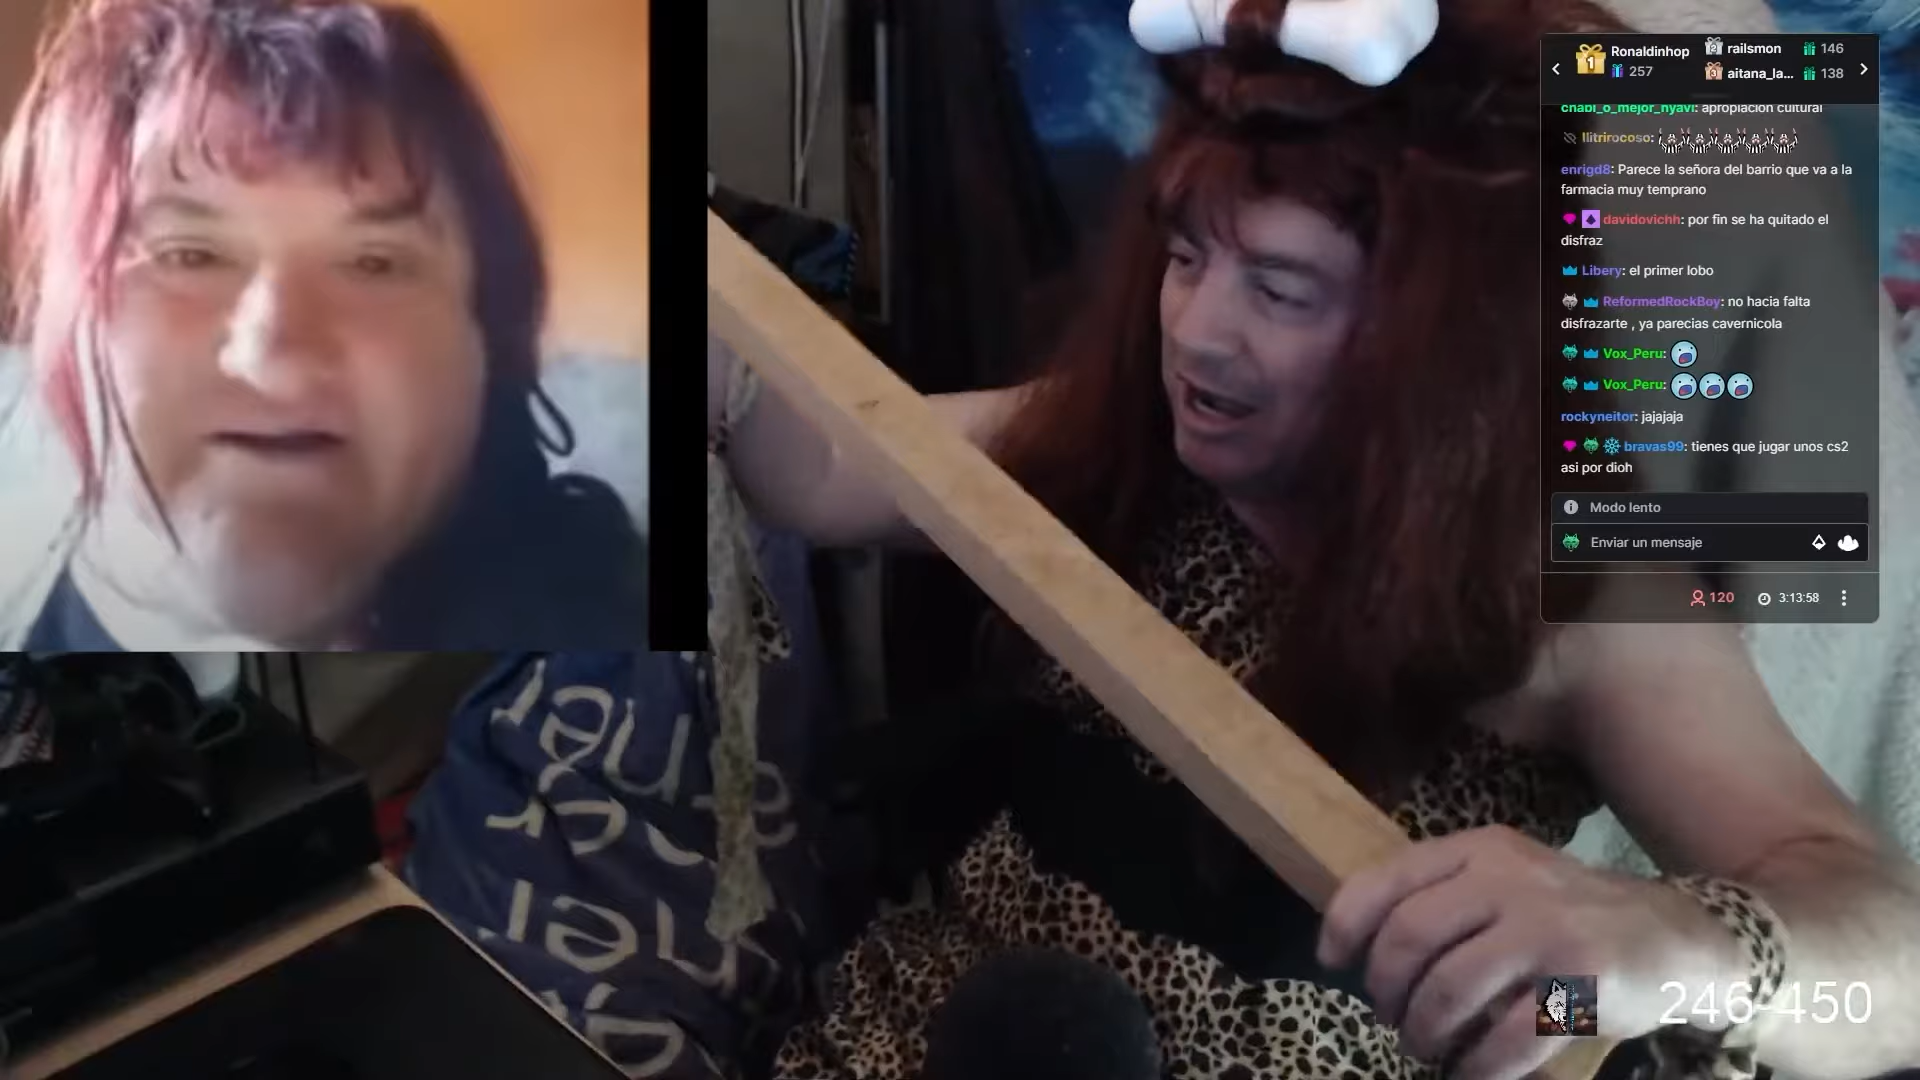 Ronaldinhop
257
railsmon 146
aitana_la... 138
chabi_o_mejor_hyavi: apropiacion cultural
llitrirocoso:
enrigd8: Parece la señora del barrio que va a la
farmacia muy temprano
davidovichh: por fin se ha quitado el
disfraz
Libery: el primer lobo
ReformedRockBoy: no hacia falta
disfrazarte , ya parecias cavernicola
Vox_Peru:
Vox_Peru:
rockyneitor: jajajaja
bravas99: tienes que jugar unos cs2
asi por dioh
Modo lento
Enviar un mensaje
120 3:13:58
246-450